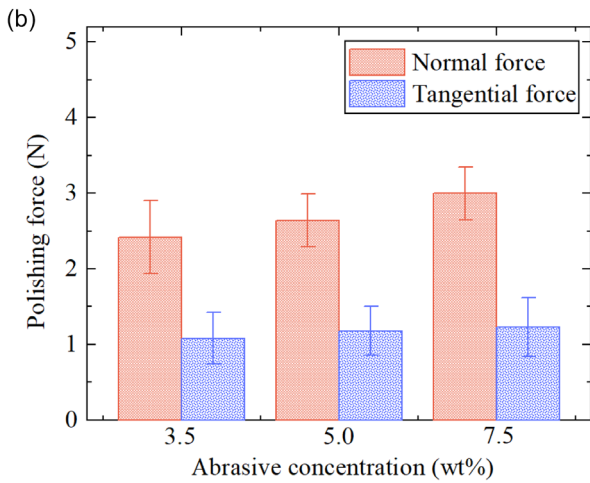 (b)
Normal force
Tangential force
Polishing force (N)
5
4
3
2
1
0
3.5 5.0 7.5
Abrasive concentration (wt%)